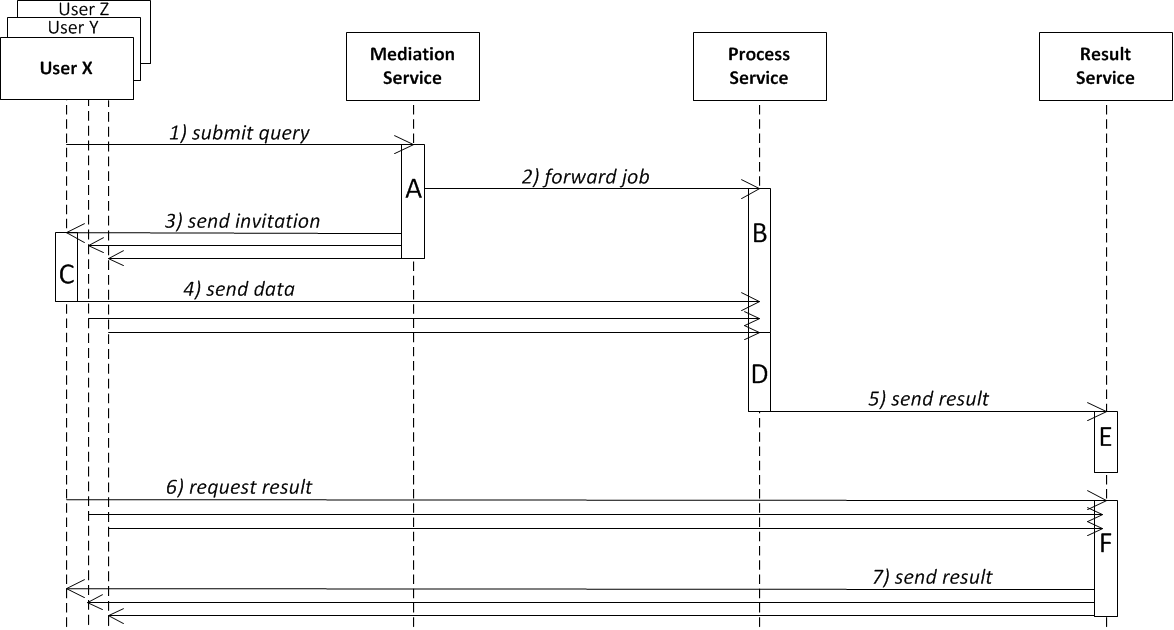 User Z
User Y
User X
Mediation
Service
Process
Service
Result
Service
1) submit query
A
2) forward job
3) send invitation
B
C
4) send data
D
5) send result
E
6) request result
F
7) send result